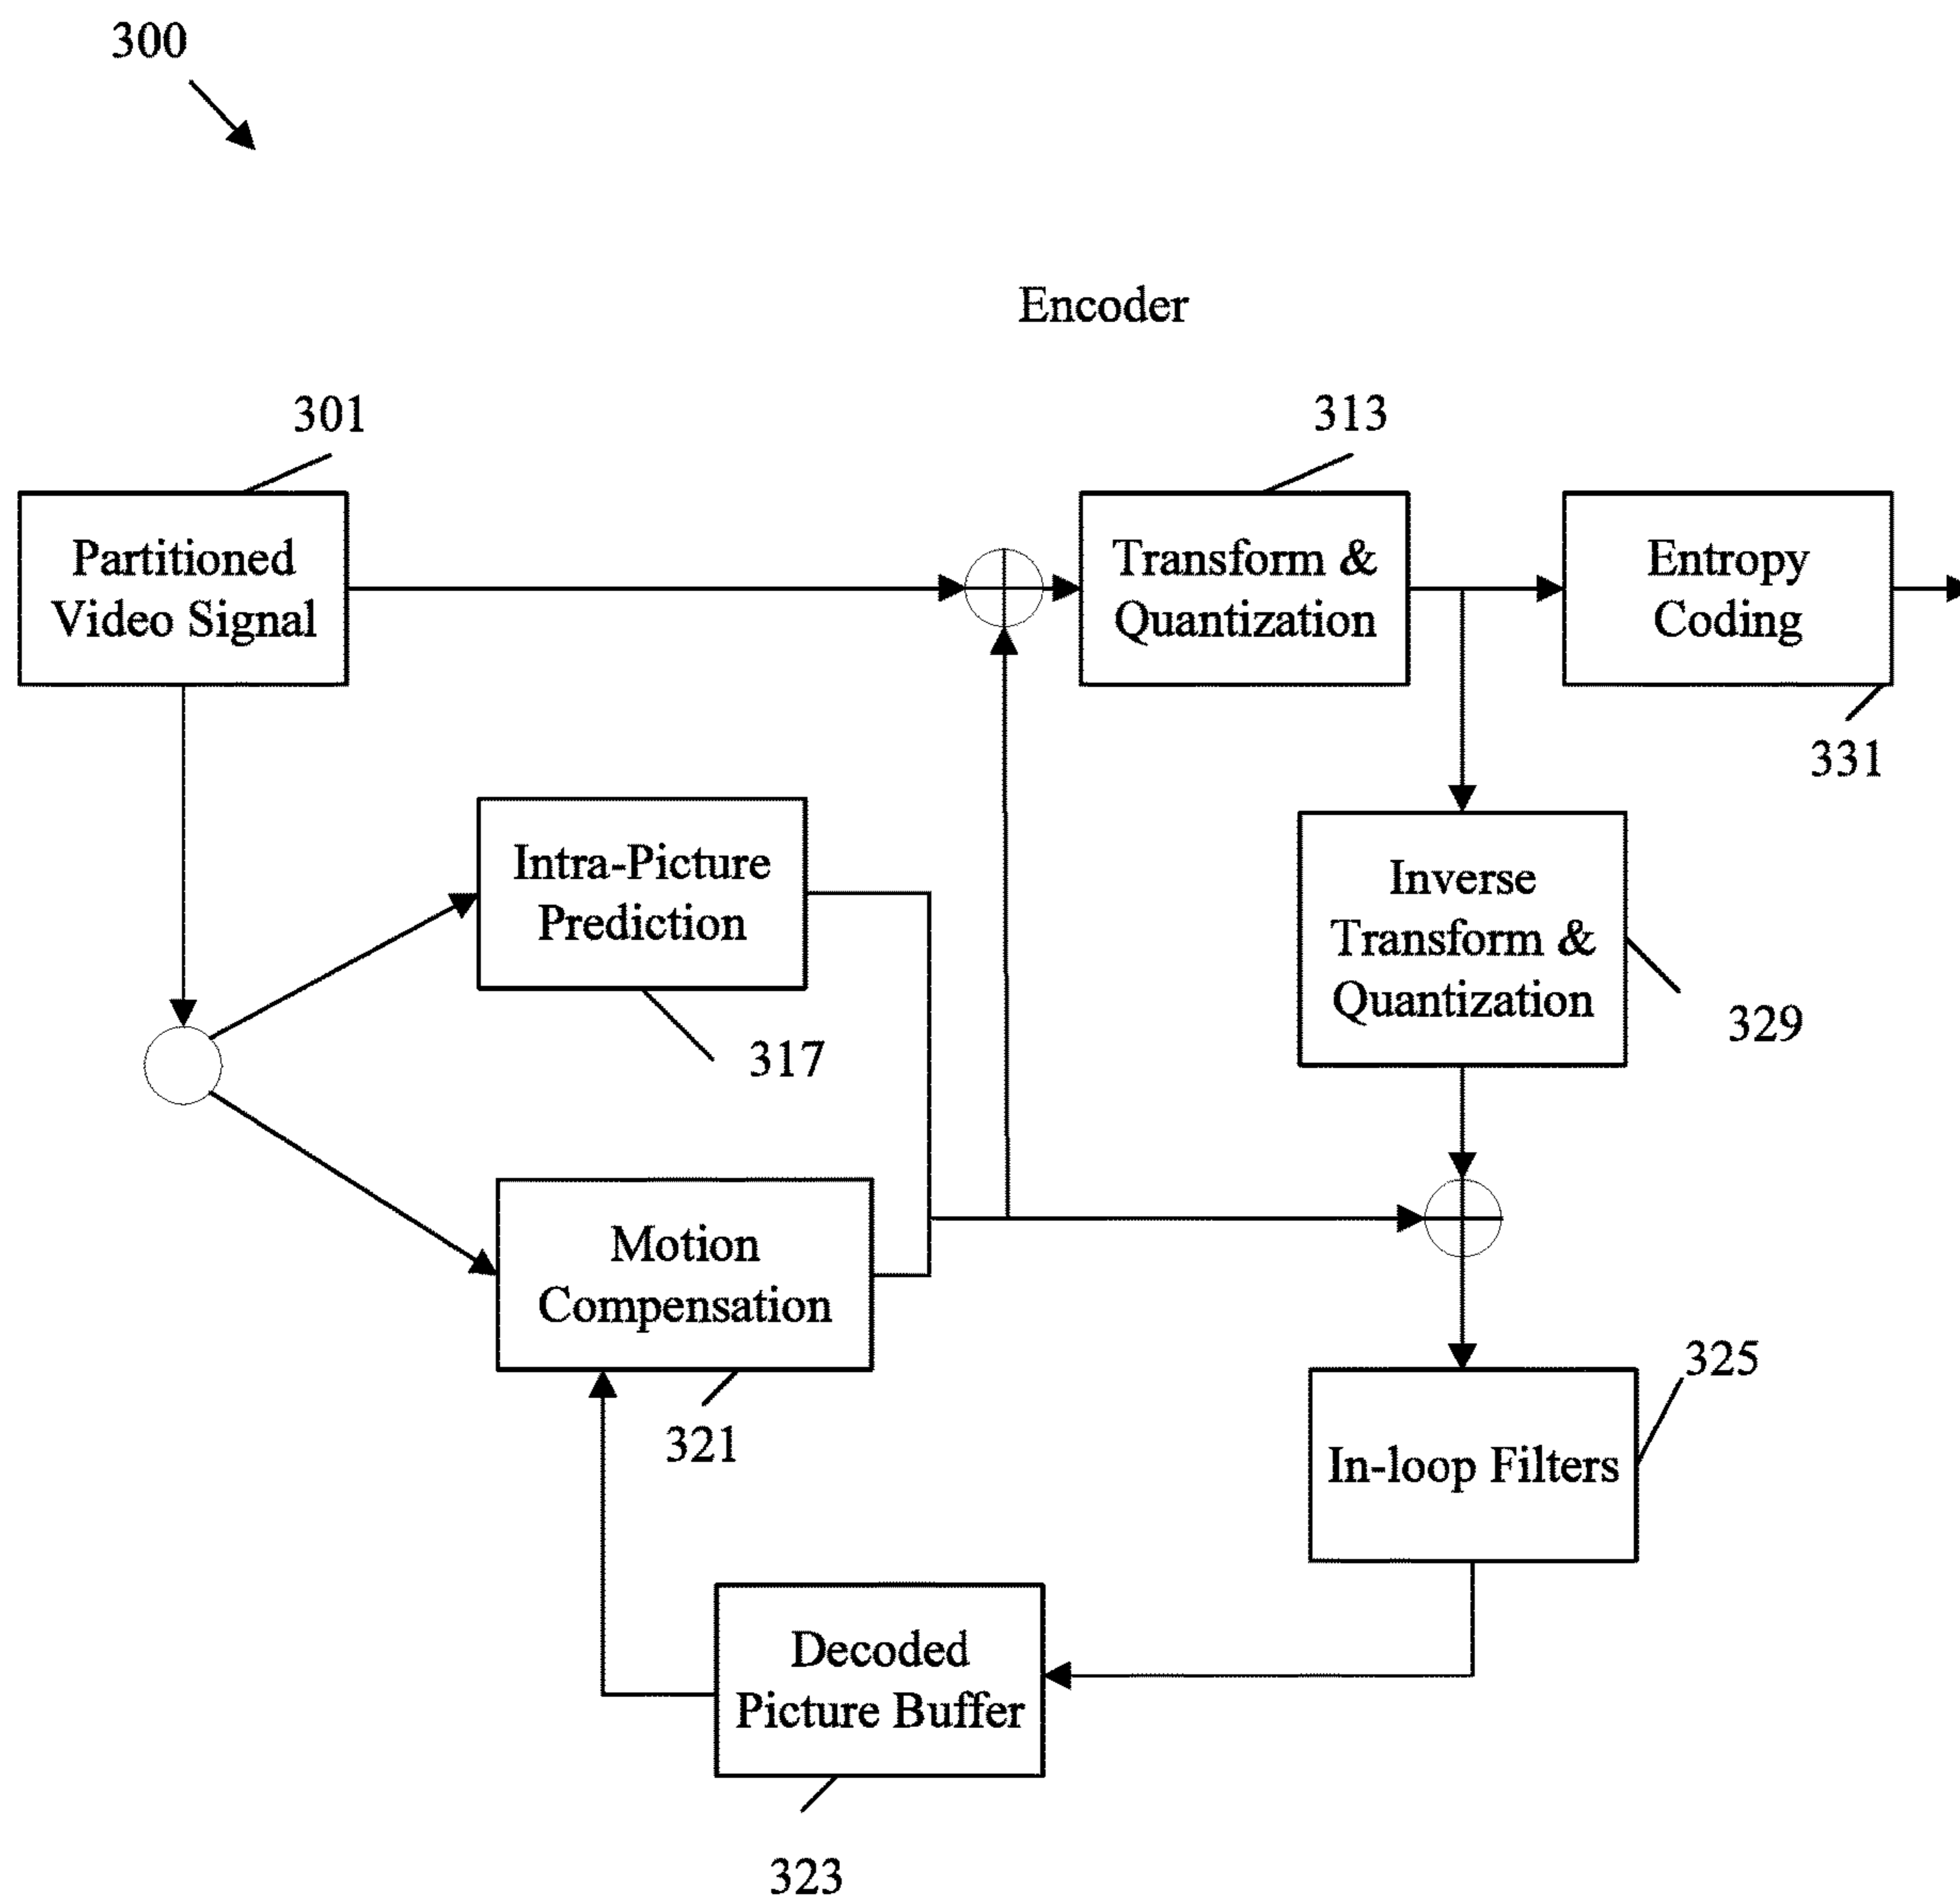 300
Encoder
301
313
Partitioned
Video Signal
Transform &
Quantization
Entropy
Coding
331
Intra-Picture
Prediction
317
Inverse
Transform &
Quantization
329
Motion
Compensation
321
325
In-loop Filters
Decoded
Picture Buffer
323